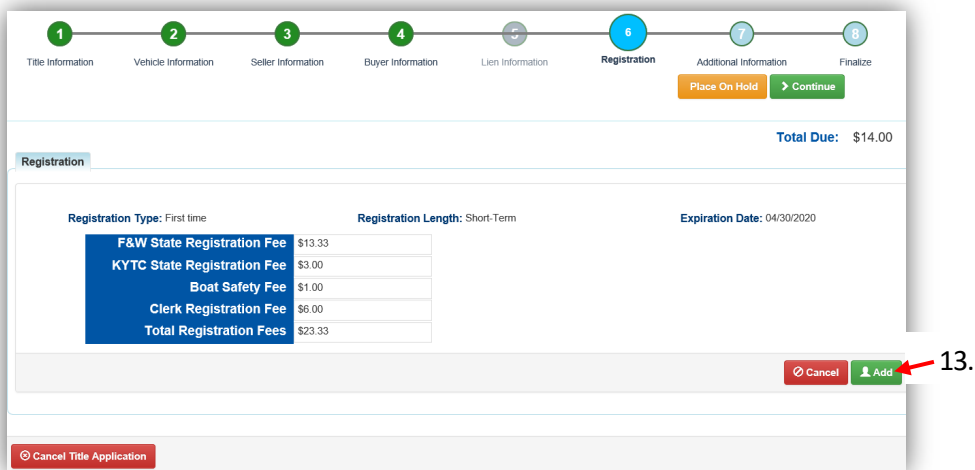 1 2 3 4 5 6 7 8
Title Information Vehicle Information Seller Information Buyer Information Lien Information Registration Additional Information Finalize
Place On Hold Continue
Total Due: $14.00
Registration
Registration Type: First time Registration Length: Short-Term Expiration Date: 04/30/2020
F&W State Registration Fee $13.33
KYTC State Registration Fee $3.00
Boat Safety Fee $1.00
Clerk Registration Fee $6.00
Total Registration Fees $23.33
Cancel Add 13.
Cancel Title Application